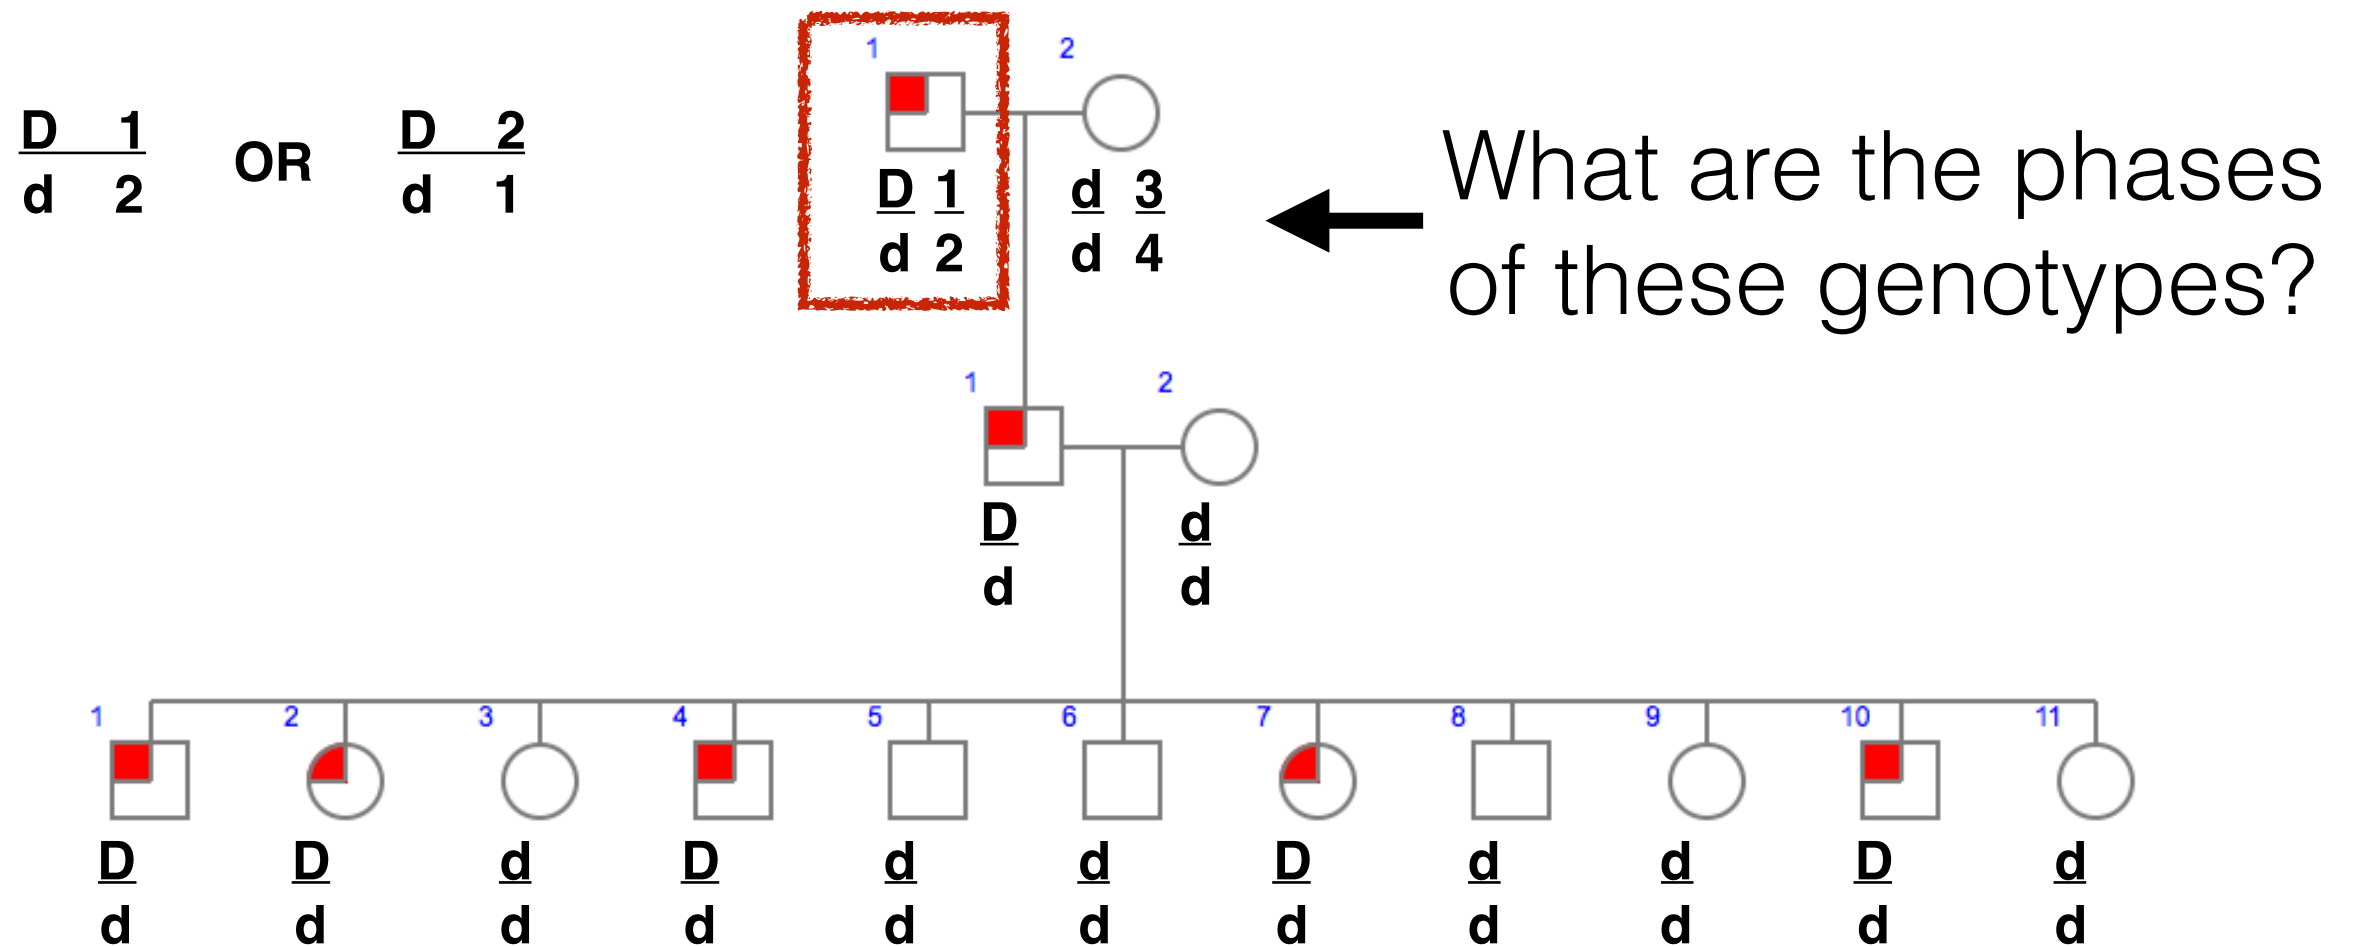 1 2
D 1 OR D 2
d 2 d 1
D 1 d 3
d 2 d 4
What are the phases
of these genotypes?
1 2
D d
d d
1 2 3 4 5 6 7 8 9 10 11
D D d D d d D d d D d
d d d d d d d d d d d